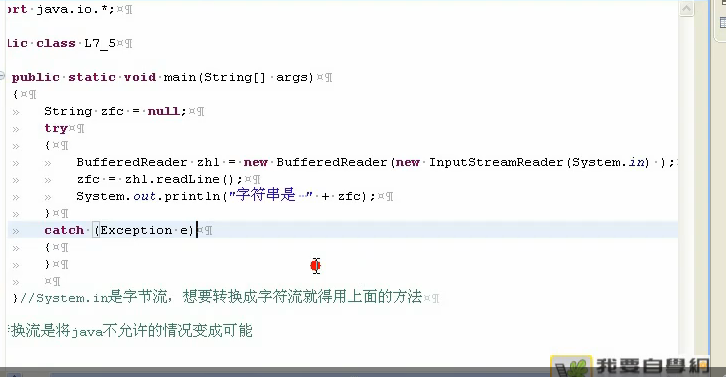 ort java.io.*;
lic class L7_5
public static void main(String[] args)
{
String zfc = null;
try
{
BufferedReader zhl = new BufferedReader(new InputStreamReader(System.in) );
zfc = zhl.readLine();
System.out.println("字符串是 " + zfc);
}
catch (Exception e)
{
}
}//System.in是字节流，想要转换成字符流就得用上面的方法
换流是将java不允许的情况变成可能
我要自學網